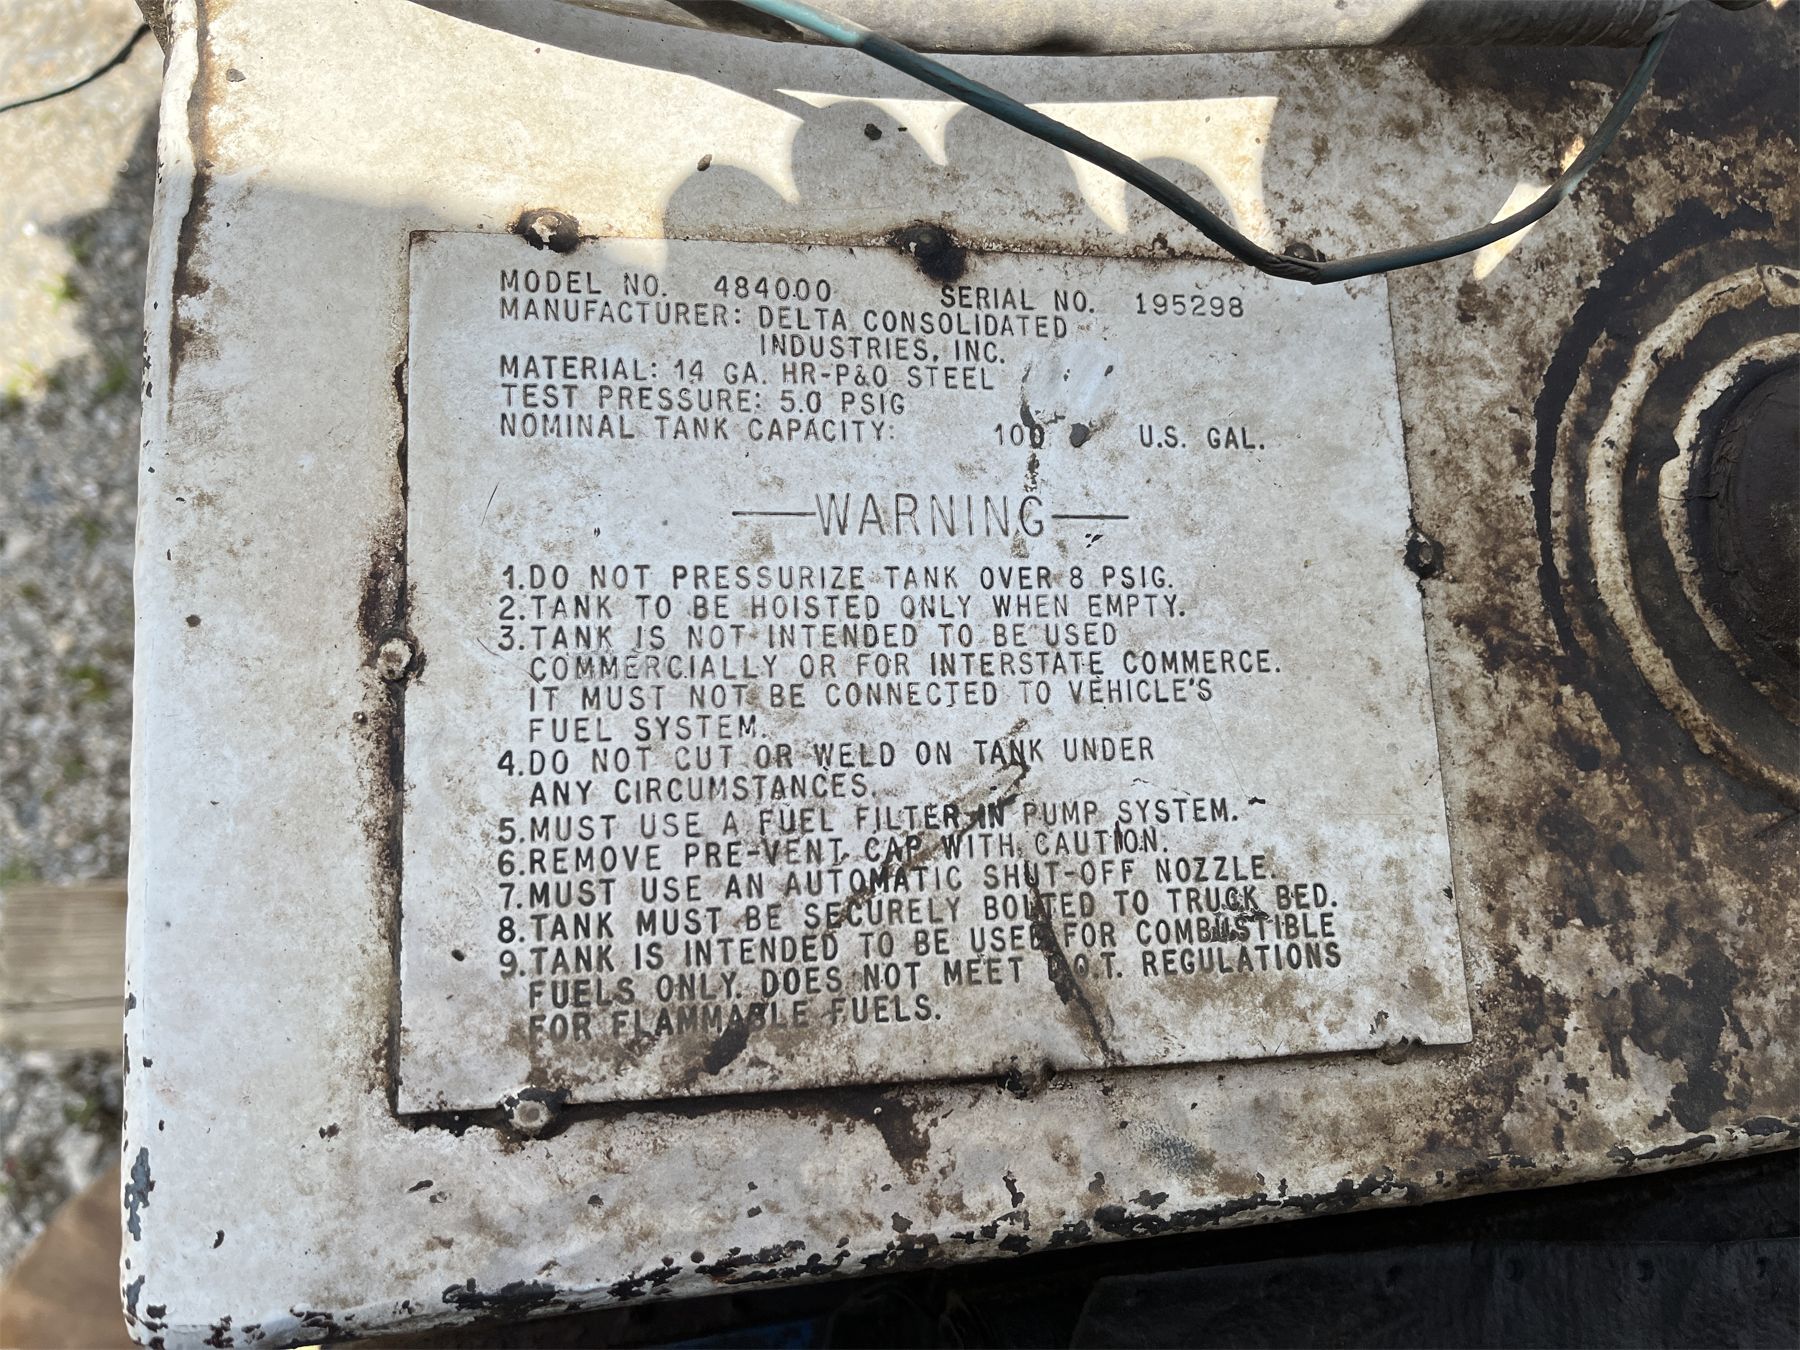 MODEL NO. 484000 SERIAL NO. 195298
MANUFACTURER: DELTA CONSOLIDATED
INDUSTRIES, INC.
MATERIAL: 14 GA. HR-P&O STEEL
TEST PRESSURE: 5.0 PSIG
NOMINAL TANK CAPACITY: 100 U.S. GAL.
WARNING
1. DO NOT PRESSURIZE TANK OVER 8 PSIG.
2. TANK TO BE HOISTED ONLY WHEN EMPTY.
3. TANK IS NOT INTENDED TO BE USED
COMMERCIALLY OR FOR INTERSTATE COMMERCE.
IT MUST NOT BE CONNECTED TO VEHICLE'S
FUEL SYSTEM.
4. DO NOT CUT OR WELD ON TANK UNDER
ANY CIRCUMSTANCES.
5. MUST USE A FUEL FILTER IN PUMP SYSTEM.
6. REMOVE PRE-VENT CAP WITH CAUTION.
7. MUST USE AN AUTOMATIC SHUT-OFF NOZZLE.
8. TANK MUST BE SECURELY BOLTED TO TRUCK BED.
9. TANK IS INTENDED TO BE USED FOR COMBUSTIBLE
FUELS ONLY. DOES NOT MEET D.O.T. REGULATIONS
FOR FLAMMABLE FUELS.